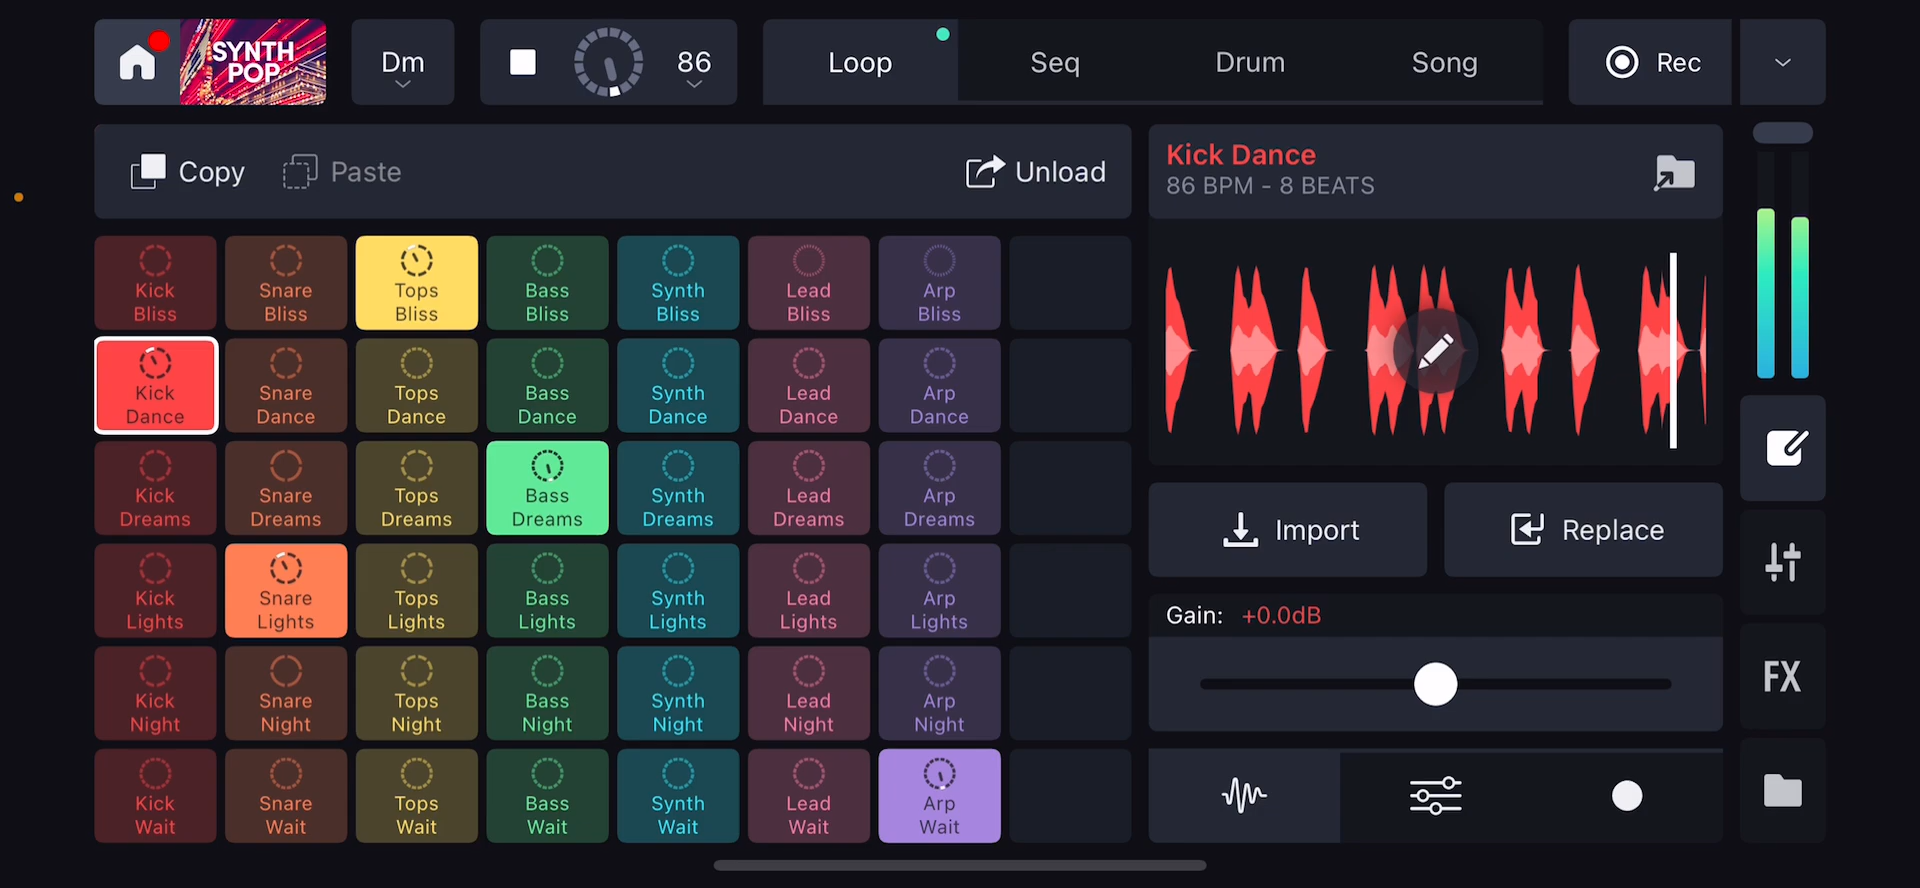 SYNTH
POP
Dm
86
Loop
Seq
Drum
Song
Rec
Copy
Paste
Unload
Kick Dance
86 BPM - 8 BEATS
Kick
Bliss
Snare
Bliss
Tops
Bliss
Bass
Bliss
Synth
Bliss
Lead
Bliss
Arp
Bliss
Kick
Dance
Snare
Dance
Tops
Dance
Bass
Dance
Synth
Dance
Lead
Dance
Arp
Dance
Kick
Dreams
Snare
Dreams
Tops
Dreams
Bass
Dreams
Synth
Dreams
Lead
Dreams
Arp
Dreams
Kick
Lights
Snare
Lights
Tops
Lights
Bass
Lights
Synth
Lights
Lead
Lights
Arp
Lights
Kick
Night
Snare
Night
Tops
Night
Bass
Night
Synth
Night
Lead
Night
Arp
Night
Kick
Wait
Snare
Wait
Tops
Wait
Bass
Wait
Synth
Wait
Lead
Wait
Arp
Wait
Import
Replace
Gain: +0.0dB
FX